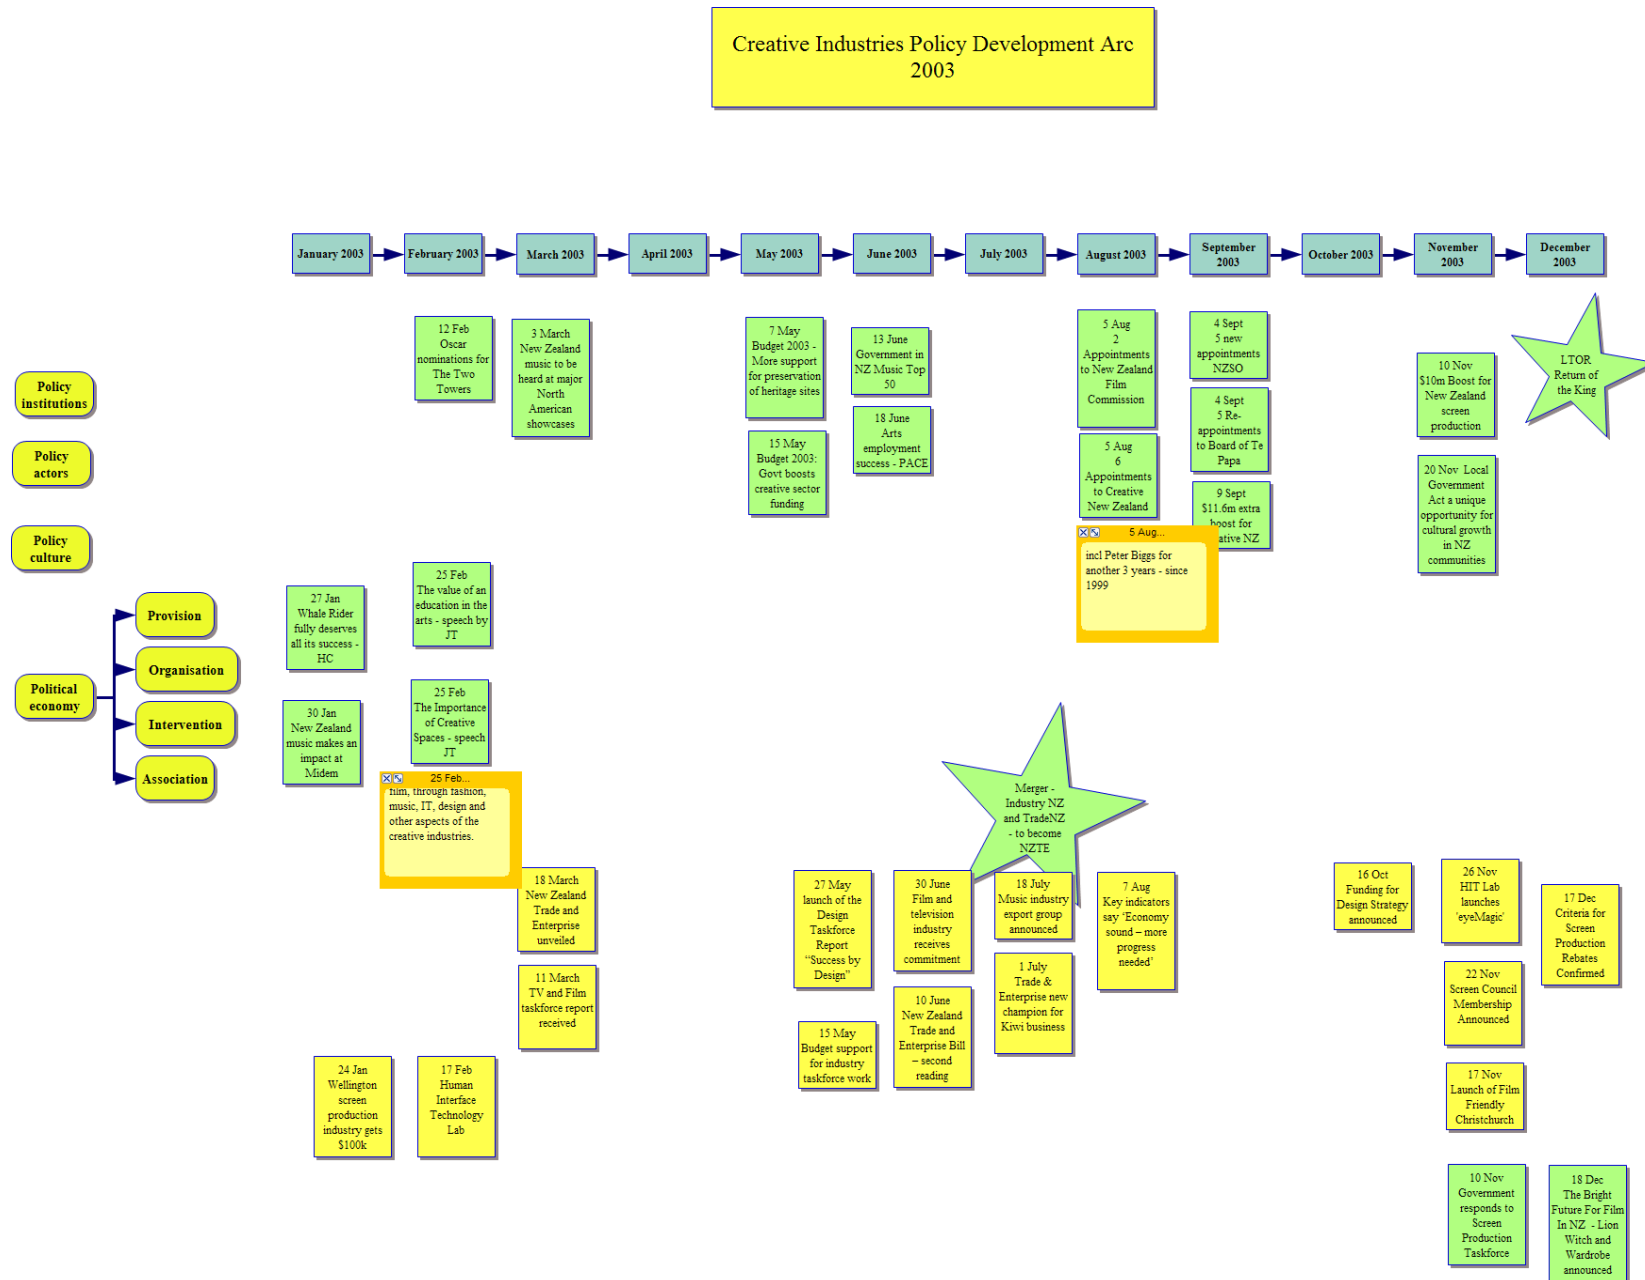 Creative Industries Policy Development Arc
2003
January 2003
February 2003
March 2003
April 2003
May 2003
June 2003
July 2003
August 2003
September
2003
October 2003
November
2003
December
2003
12 Feb
Oscar
nominations for
The Two
Towers
3 March
New Zealand
music to be
heard at major
North
American
showcases
7 May
Budget 2003 -
More support
for preservation
of heritage sites
15 May
Budget 2003:
Govt boosts
creative sector
funding
13 June
Government in
NZ Music Top
50
18 June
Arts
employment
success - PACE
5 Aug
2
Appointments
to New Zealand
Film
Commission
5 Aug
6
Appointments
to Creative
New Zealand
5 Aug...
incl Peter Biggs for
another 3 years - since
1999
4 Sept
5 new
appointments
NZSO
4 Sept
5 Re-
appointments
to Board of Te
Papa
9 Sept
$11.6m extra
boost for
ative NZ
10 Nov
$10m Boost for
New Zealand
screen
production
20 Nov Local
Government
Act a unique
opportunity for
cultural growth
in NZ
communities
LTOR
Return of
the King
Policy
institutions
Policy
actors
Policy
culture
Political
economy
Provision
Organisation
Intervention
Association
27 Jan
Whale Rider
fully deserves
all its success -
HC
30 Jan
New Zealand
music makes an
impact at
Midem
25 Feb
The value of an
education in the
arts - speech by
JT
25 Feb
The Importance
of Creative
Spaces - speech
JT
25 Feb...
film, through fashion,
music, IT, design and
other aspects of the
creative industries.
Merger -
Industry NZ
and TradeNZ
- to become
NZTE
18 March
New Zealand
Trade and
Enterprise
unveiled
11 March
TV and Film
taskforce report
received
24 Jan
Wellington
screen
production
industry gets
$100k
17 Feb
Human
Interface
Technology
Lab
27 May
launch of the
Design
Taskforce
Report
“Success by
Design”
15 May
Budget support
for industry
taskforce work
30 June
Film and
television
industry
receives
commitment
10 June
New Zealand
Trade and
Enterprise Bill
– second
reading
18 July
Music industry
export group
announced
1 July
Trade &
Enterprise new
champion for
Kiwi business
7 Aug
Key indicators
say ‘Economy
sound – more
progress
needed’
16 Oct
Funding for
Design Strategy
announced
26 Nov
HIT Lab
launches
'eyeMagic'
22 Nov
Screen Council
Membership
Announced
17 Nov
Launch of Film
Friendly
Christchurch
10 Nov
Government
responds to
Screen
Production
Taskforce
17 Dec
Criteria for
Screen
Production
Rebates
Confirmed
18 Dec
The Bright
Future For Film
In NZ - Lion
Witch and
Wardrobe
announced